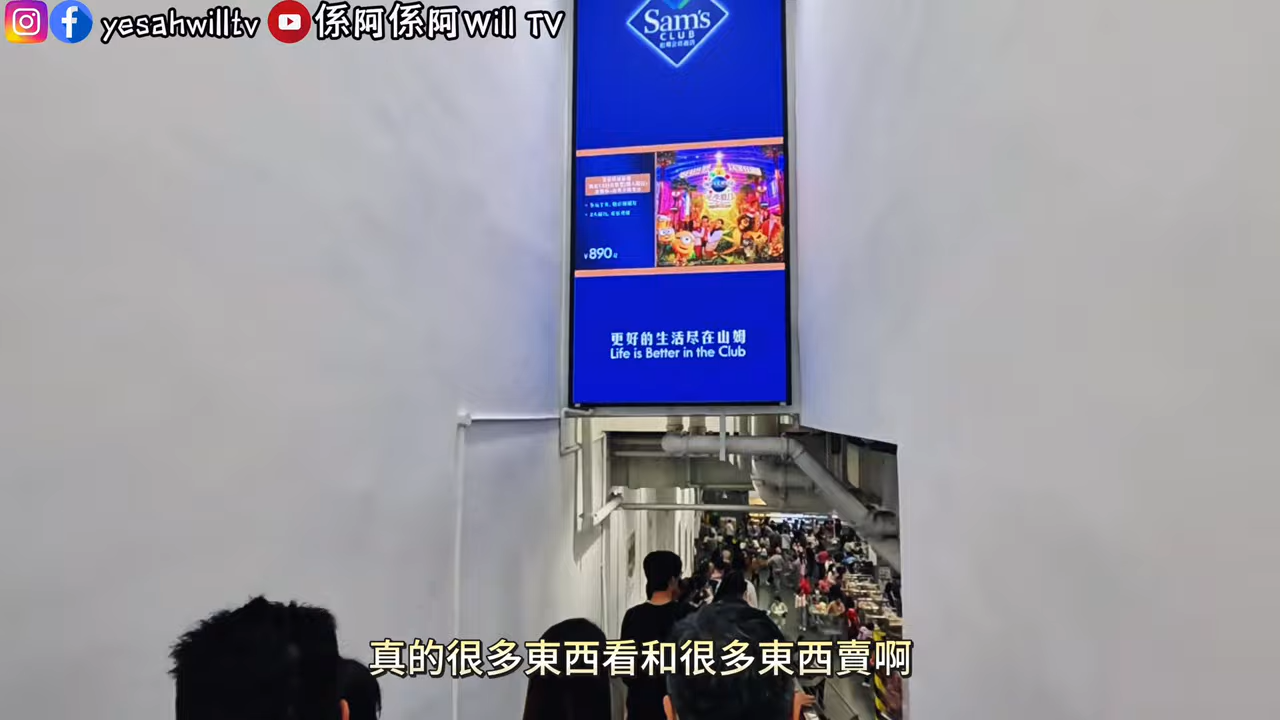 yesahwilltv
係阿係阿Will TV
Sam's
CLUB
¥890
更好的生活尽在山姆
Life is Better in the Club
真的很多東西看和很多東西賣啊